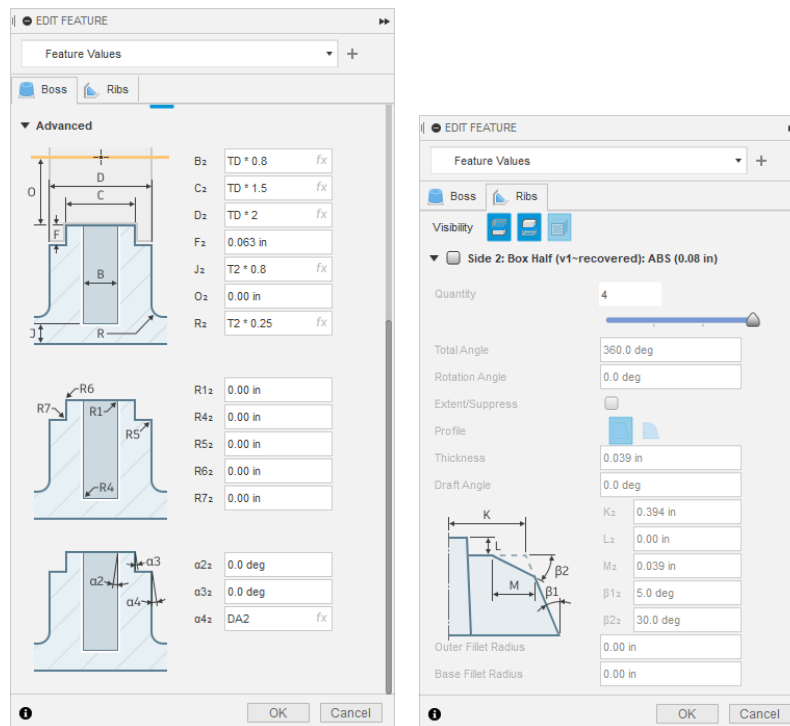 EDIT FEATURE
Feature Values
Boss
Ribs
Advanced
O
D
C
F
B
J
R
B₂ TD * 0.8 fx
C₂ TD * 1.5 fx
D₂ TD * 2 fx
F₂ 0.063 in
J₂ T2 * 0.8 fx
O₂ 0.00 in
R₂ T2 * 0.25 fx
R6
R7
R1
R5
R4
R1₂ 0.00 in
R4₂ 0.00 in
R5₂ 0.00 in
R6₂ 0.00 in
R7₂ 0.00 in
α3
α2
α4
α2₂ 0.0 deg
α3₂ 0.0 deg
α4₂ DA2 fx
OK Cancel
EDIT FEATURE
Feature Values
Boss
Ribs
Visibility
Side 2: Box Half (v1~recovered): ABS (0.08 in)
Quantity 4
Total Angle 360.0 deg
Rotation Angle 0.0 deg
Extent/Suppress
Profile
Thickness 0.039 in
Draft Angle 0.0 deg
K
L
M
β2
β1
K₂ 0.394 in
L₂ 0.00 in
M₂ 0.039 in
β1₂ 5.0 deg
β2₂ 30.0 deg
Outer Fillet Radius 0.00 in
Base Fillet Radius 0.00 in
OK Cancel